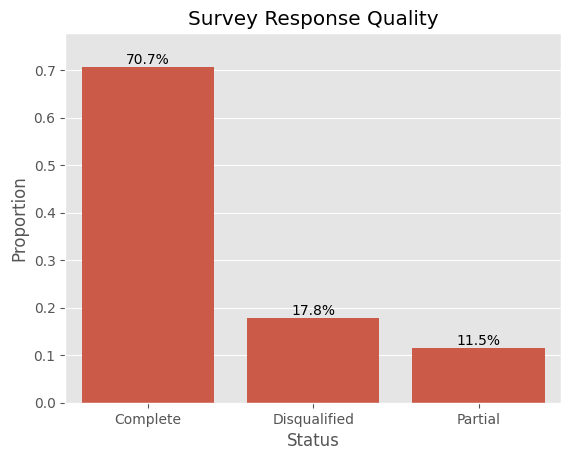 Survey Response Quality
Proportion
0.7
0.6
0.5
0.4
0.3
0.2
0.1
0.0
70.7%
17.8%
11.5%
Complete Disqualified Partial
Status